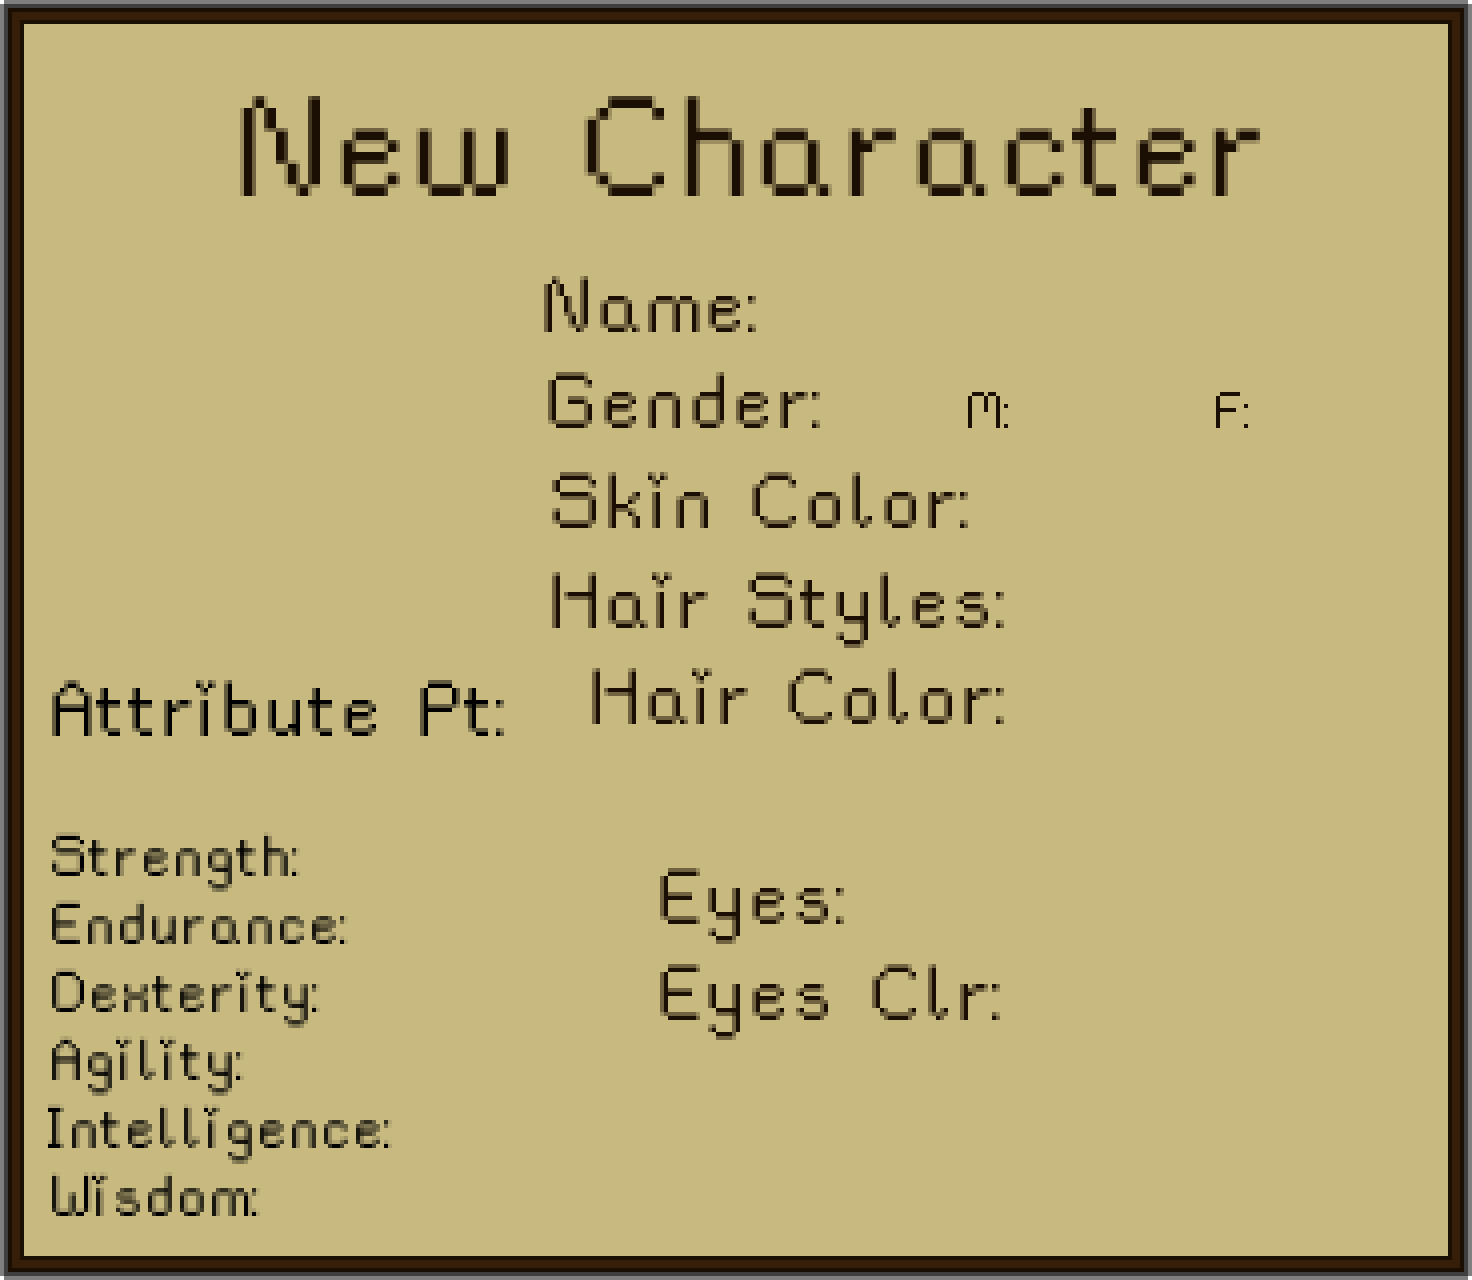 New Character
Name:
Gender: M: F:
Skin Color:
Hair Styles:
Hair Color:
Attribute Pt:
Strength:
Endurance:
Dexterity:
Agility:
Intelligence:
Wisdom:
Eyes:
Eyes Clr: